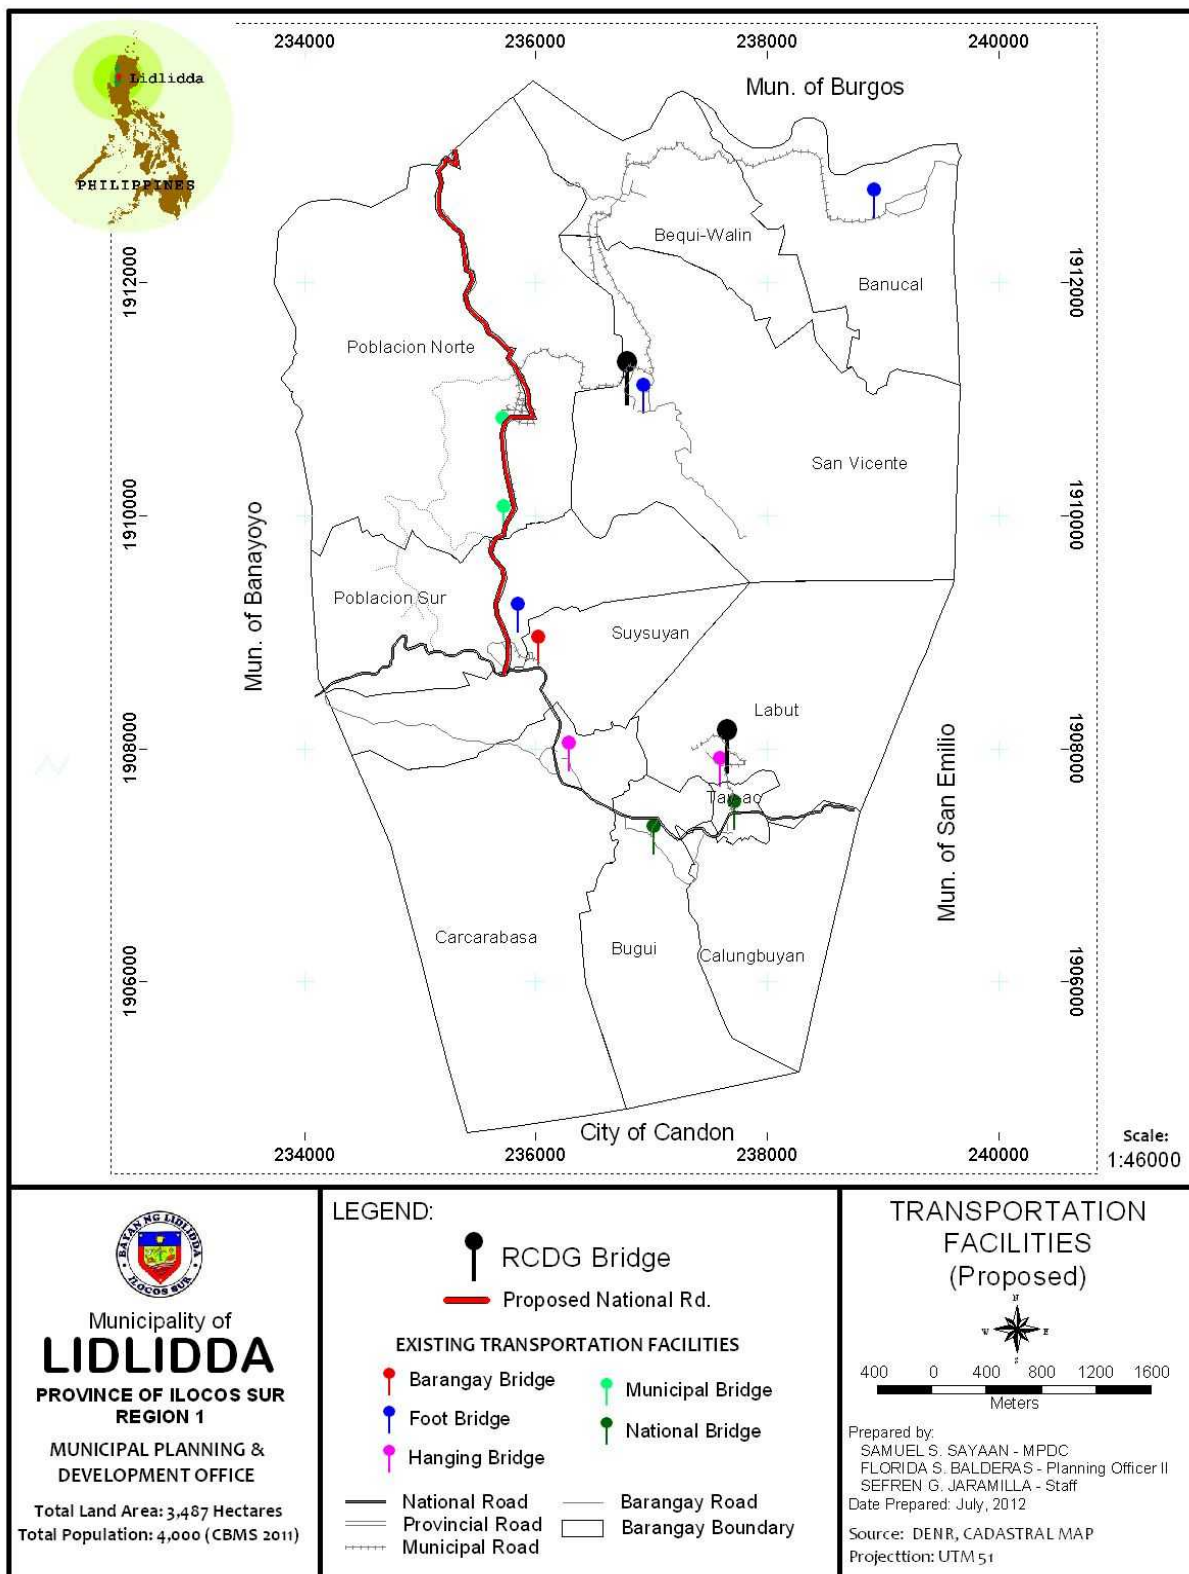 234000
236000
238000
240000
Lidlidda
PHILIPPINES
Mun. of Burgos
Bequi-Walin
Banucal
1912000
1912000
Poblacion Norte
San Vicente
1910000
1910000
Mun. of Banayoyo
Poblacion Sur
Suysuyan
Labut
1908000
1908000
Mun. of San Emilio
Carcarabasa
Bugui
Calungbuyan
1906000
1906000
City of Candon
234000
236000
238000
240000
Scale:
1:46000
BAYAN NG LIDLIDDA
ILOCOS SUR
Municipality of
LIDLIDDA
PROVINCE OF ILOCOS SUR
REGION 1
MUNICIPAL PLANNING &
DEVELOPMENT OFFICE
Total Land Area: 3,487 Hectares
Total Population: 4,000 (CBMS 2011)
LEGEND:
RCDG Bridge
Proposed National Rd.
EXISTING TRANSPORTATION FACILITIES
Barangay Bridge
Foot Bridge
Hanging Bridge
Municipal Bridge
National Bridge
National Road
Provincial Road
Municipal Road
Barangay Road
Barangay Boundary
TRANSPORTATION
FACILITIES
(Proposed)
N
W E
S
400 0 400 800 1200 1600
Meters
Prepared by:
SAMUEL S. SAYAAN - MPDC
FLORIDA S. BALDERAS - Planning Officer II
SEFREN G. JARAMILLA - Staff
Date Prepared: July, 2012
Source: DENR, CADASTRAL MAP
Projecttion: UTM 51